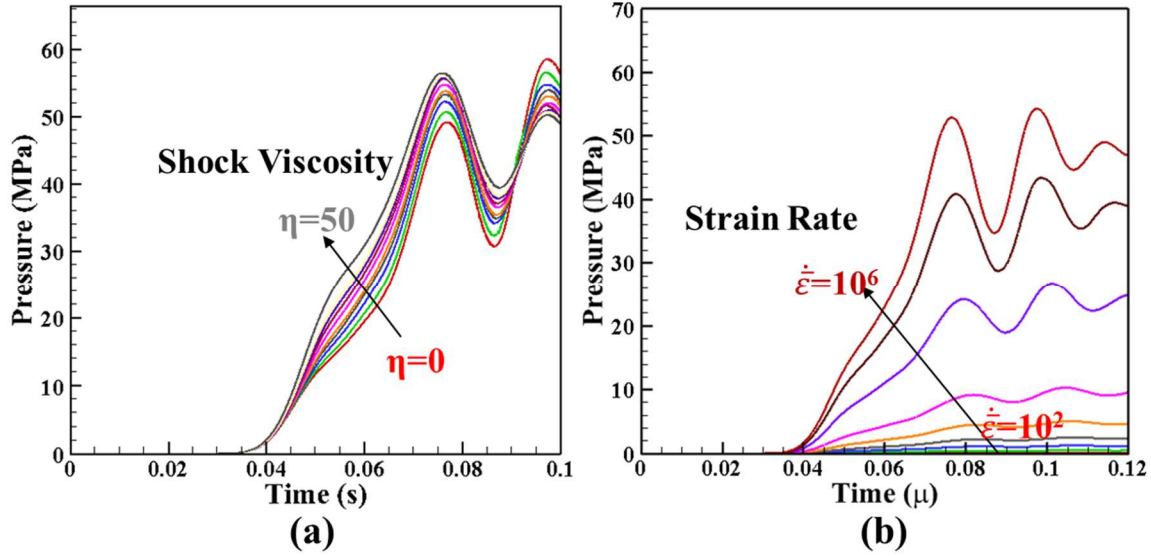 Pressure (MPa)
60
50
40
30
20
10
0
Shock Viscosity
η=50
η=0
0
0.02
0.04
0.06
0.08
0.1
Time (s)
(a)
Pressure (MPa)
70
60
50
40
30
20
10
0
Strain Rate
ε̄̇=10⁶
ε̄̇=10²
0
0.02
0.04
0.06
0.08
0.1
0.12
Time (μ)
(b)